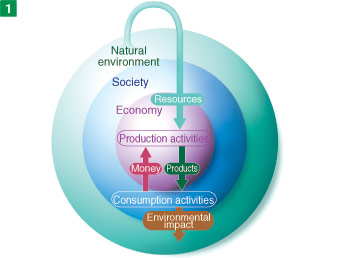 1
Natural
environment
Society
Resources
Economy
Production activities
Money
Products
Consumption activities
Environmental
impact